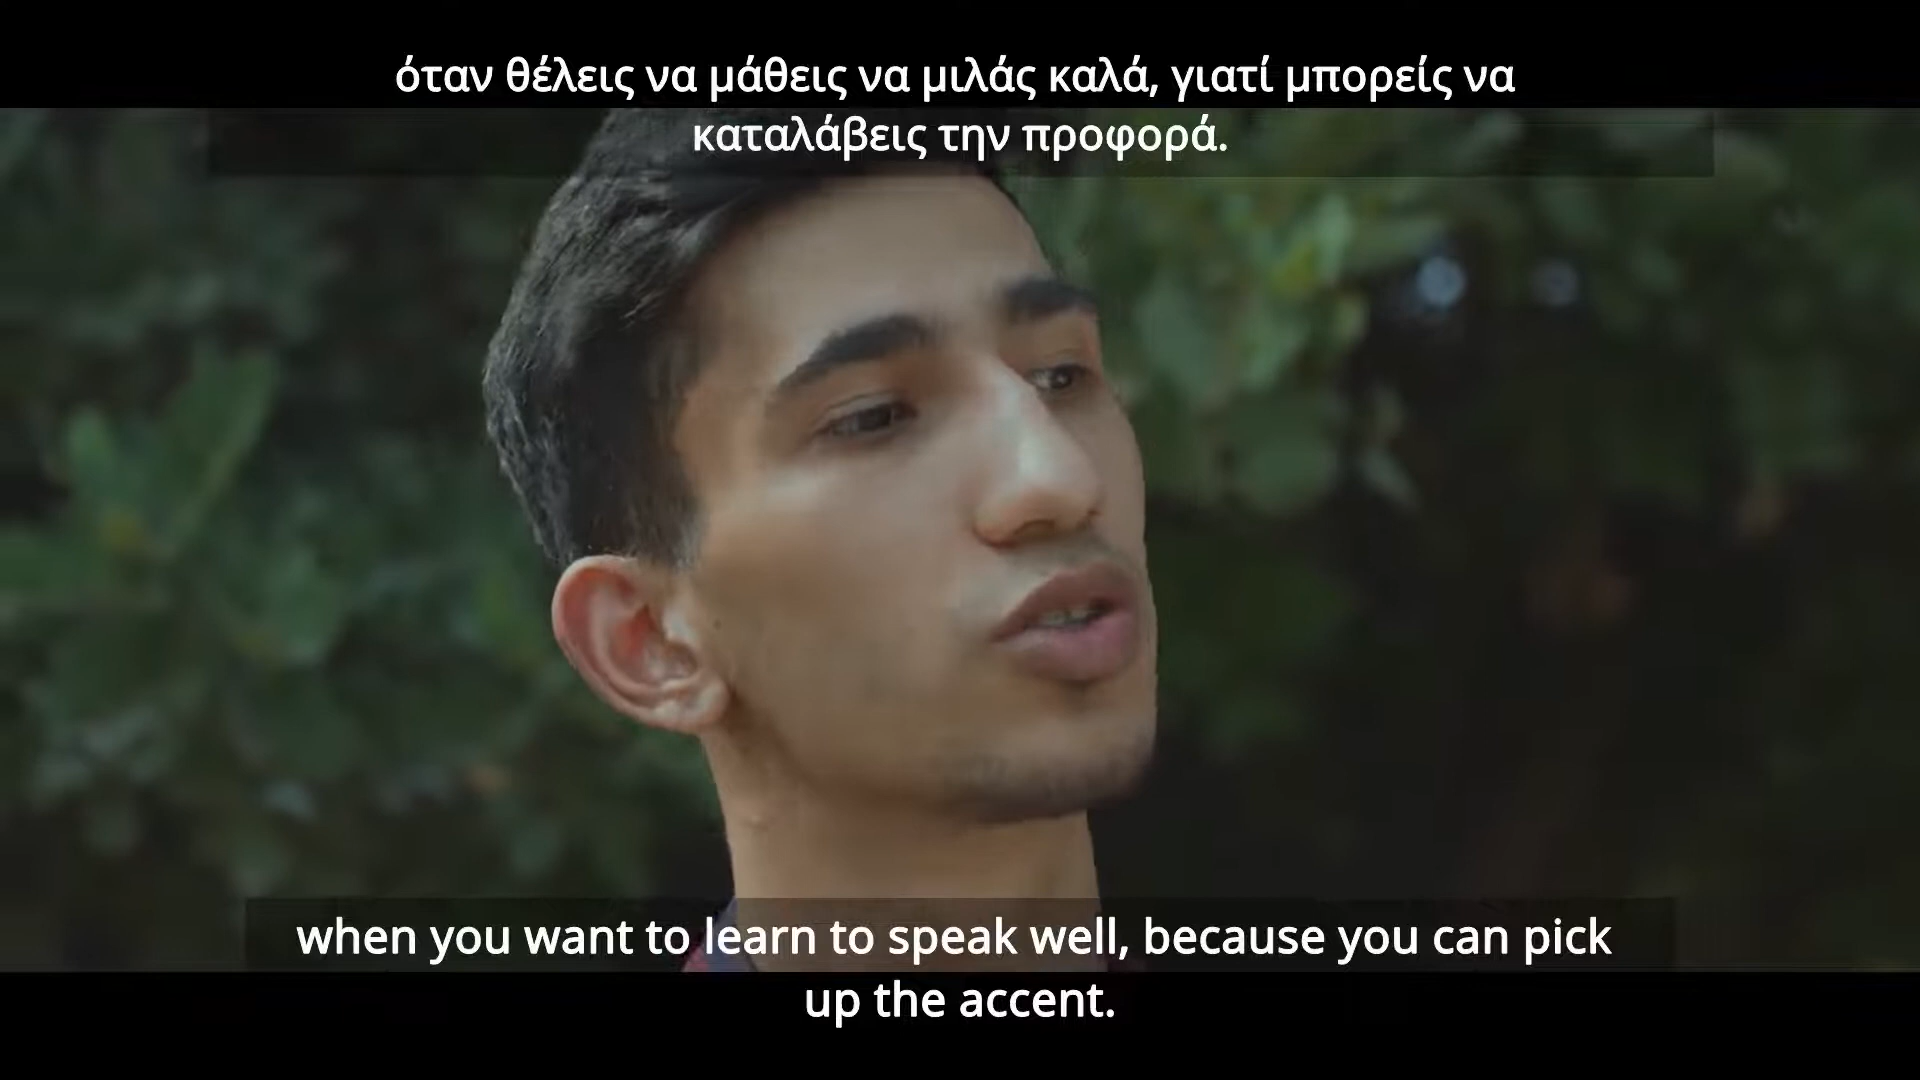 όταν θέλεις να μάθεις να μιλάς καλά, γιατί μπορείς να
καταλάβεις την προφορά.
when you want to learn to speak well, because you can pick
up the accent.